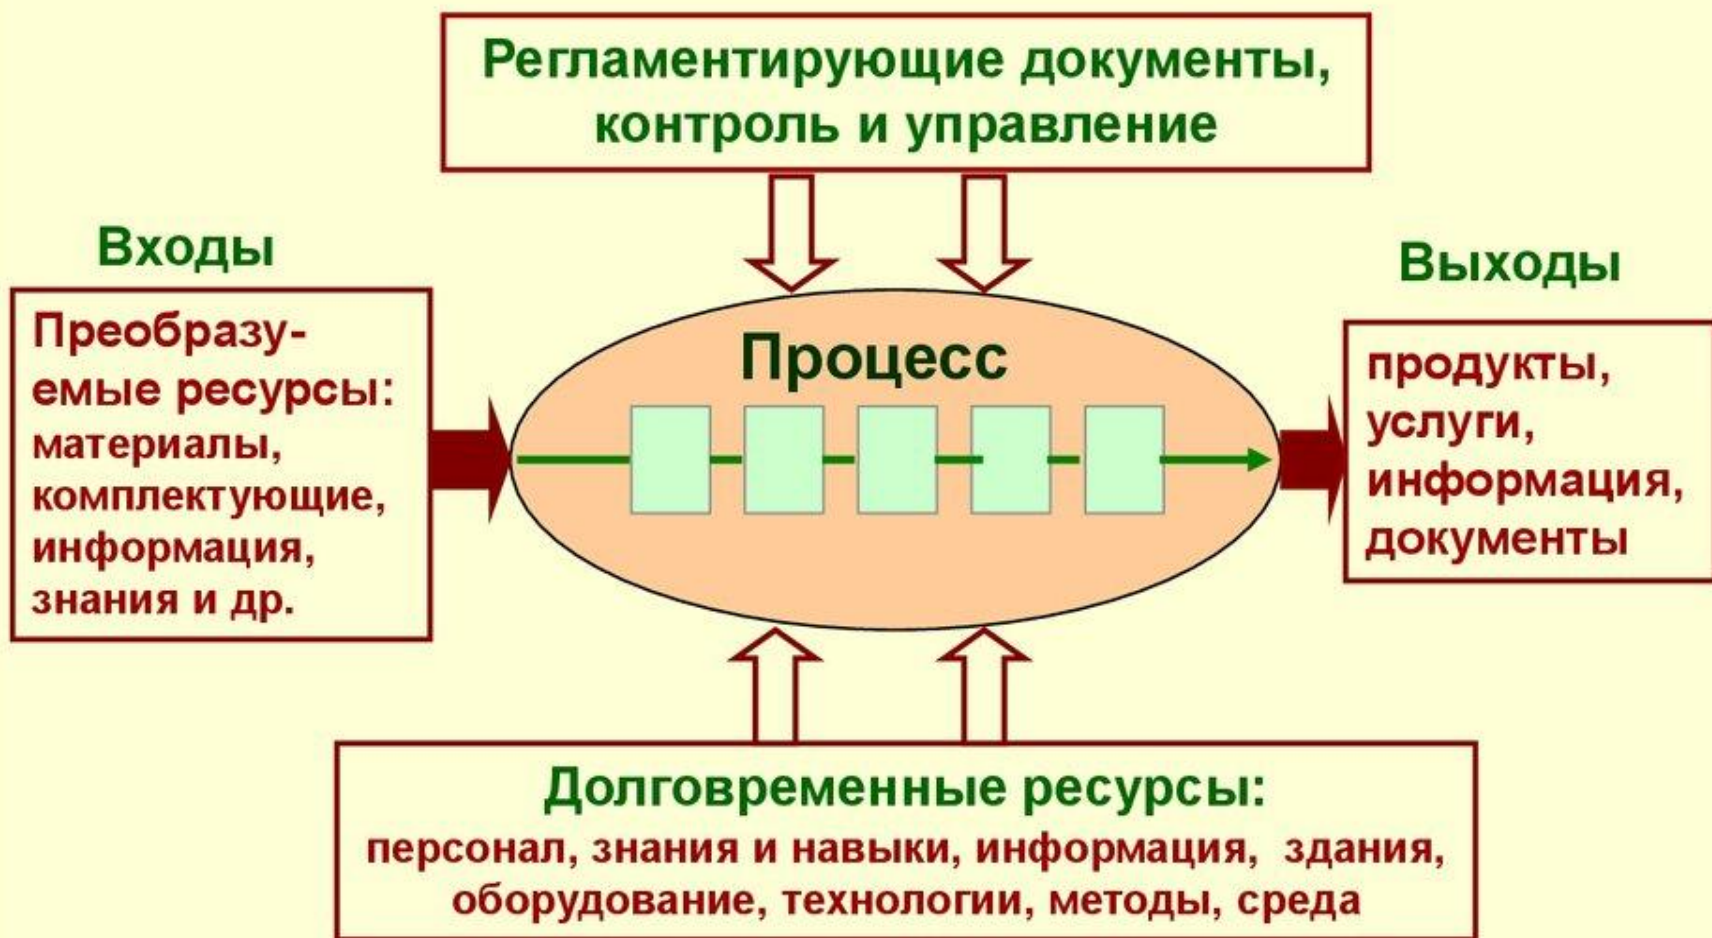 Регламентирующие документы,
контроль и управление
Входы
Преобразу-
емые ресурсы:
материалы,
комплектующие,
информация,
знания и др.
Процесс
Выходы
продукты,
услуги,
информация,
документы
Долговременные ресурсы:
персонал, знания и навыки, информация, здания,
оборудование, технологии, методы, среда